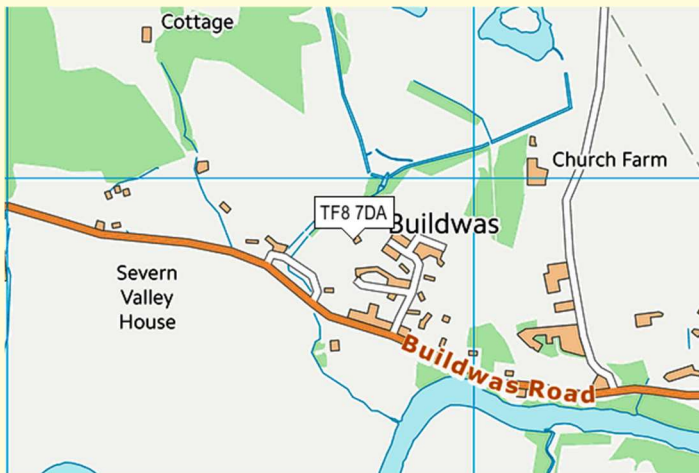 Cottage
Church Farm
TF8 7DA
Buildwas
Severn
Valley
House
Buildwas Road